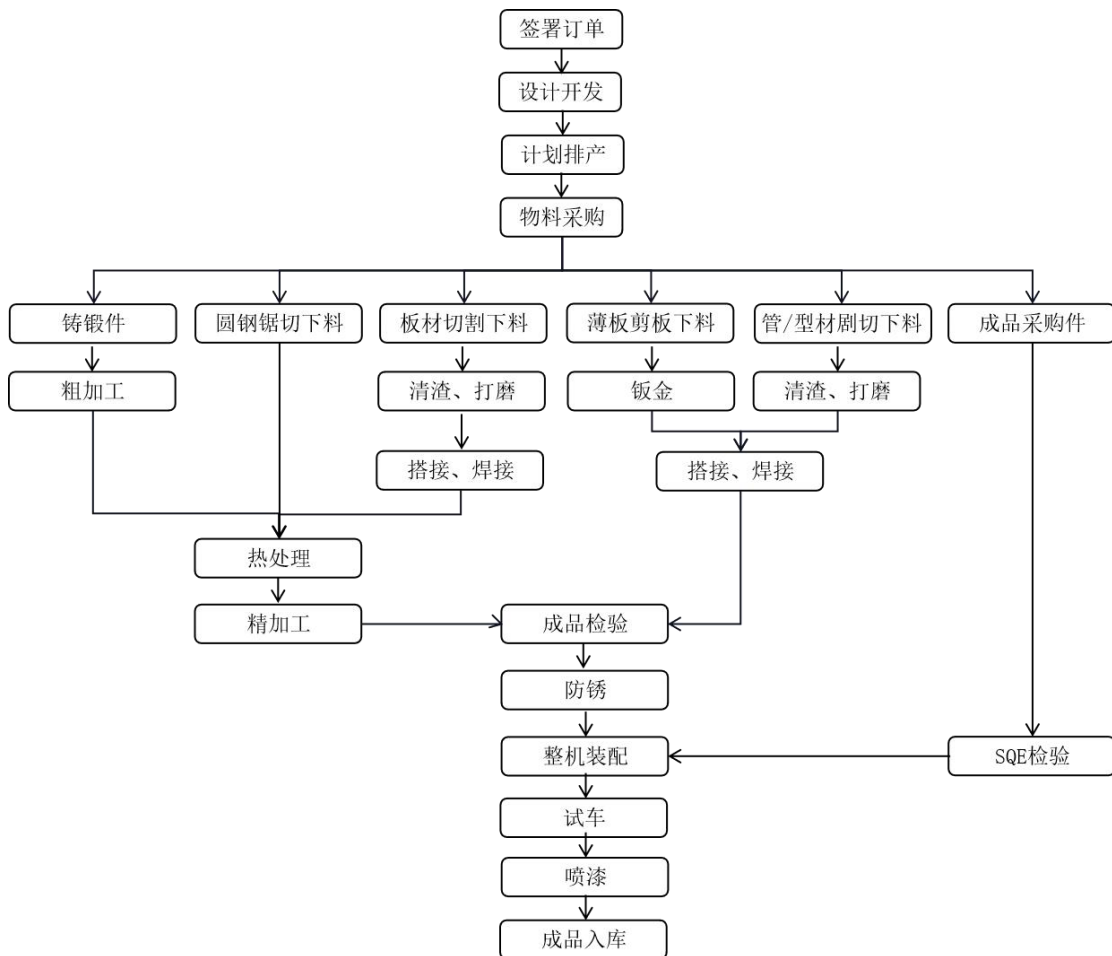 签署订单
设计开发
计划排产
物料采购
铸锻件
圆钢锯切下料
板材切割下料
薄板剪板下料
管/型材剧切下料
成品采购件
粗加工
清渣、打磨
钣金
清渣、打磨
搭接、焊接
搭接、焊接
热处理
精加工
成品检验
防锈
整机装配
SQE检验
试车
喷漆
成品入库